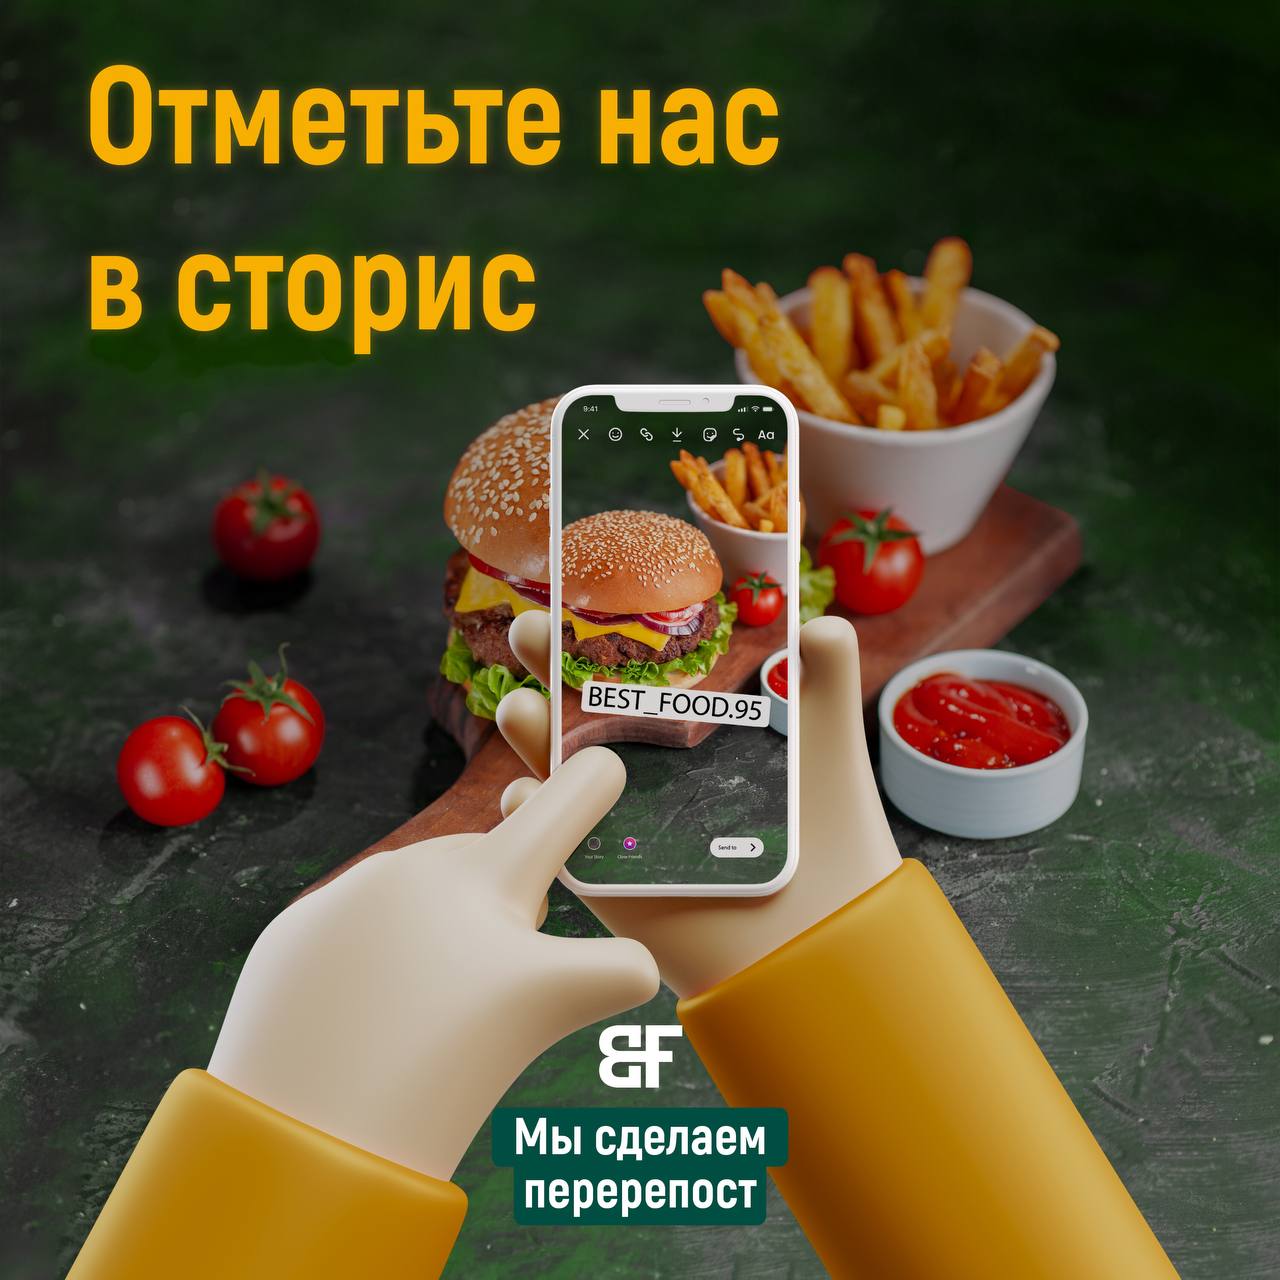 Отметьте нас
в сторис
9:41
Aa
BEST_FOOD.95
Your Story
Close Friends
Send to
BF
Мы сделаем
перерепост